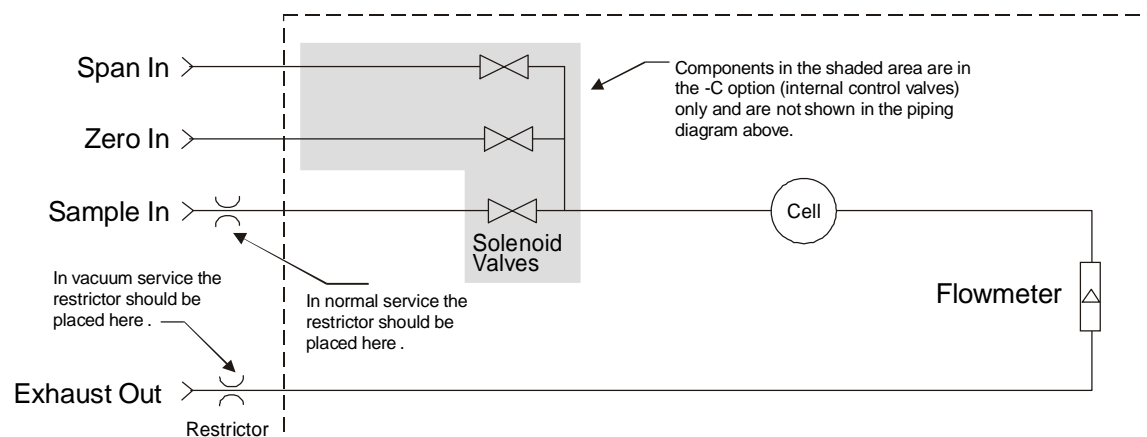 Span In
Components in the shaded area are in
the -C option (internal control valves)
only and are not shown in the piping
diagram above.
Zero In
Sample In
Cell
Solenoid
Valves
In vacuum service the
restrictor should be
placed here .
In normal service the
restrictor should be
placed here .
Flowmeter
Exhaust Out
Restrictor